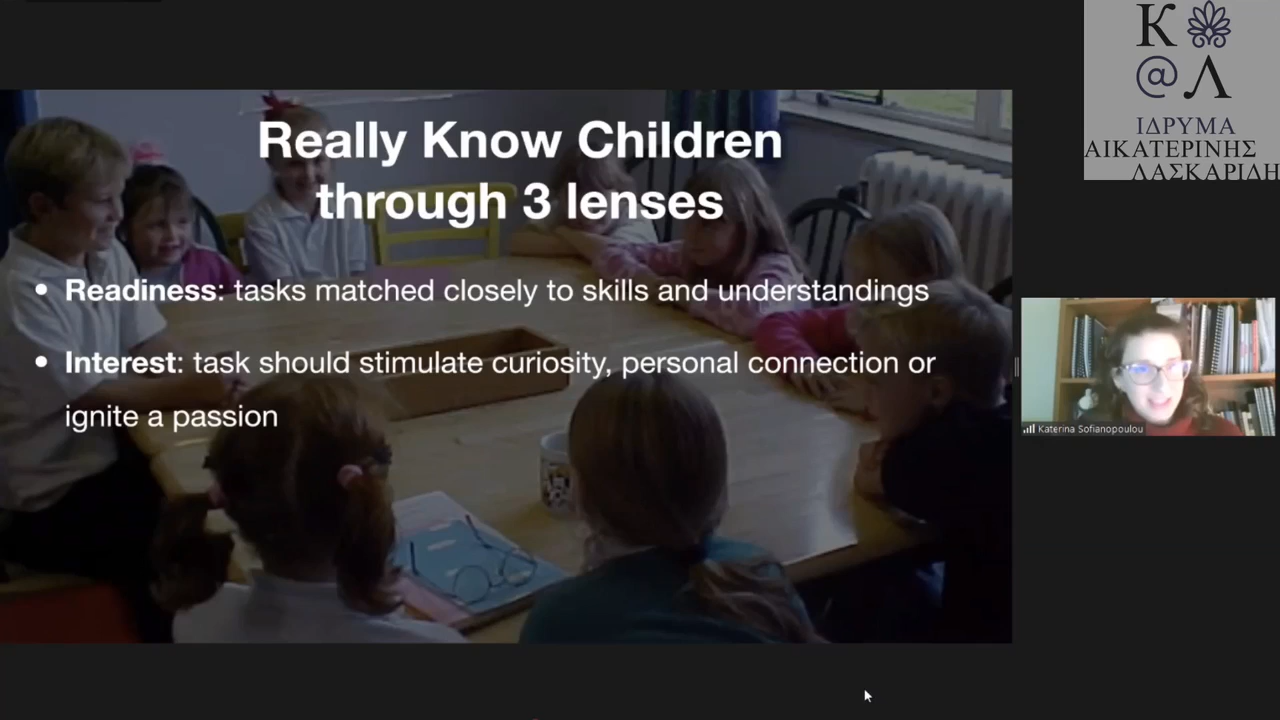 Really Know Children
through 3 lenses
• Readiness: tasks matched closely to skills and understandings
• Interest: task should stimulate curiosity, personal connection or
ignite a passion
Κ
@Λ
ΙΔΡΥΜΑ
ΑΙΚΑΤΕΡΙΝΗΣ
ΛΑΣΚΑΡΙΔΗ
Katerina Sofianopoulou